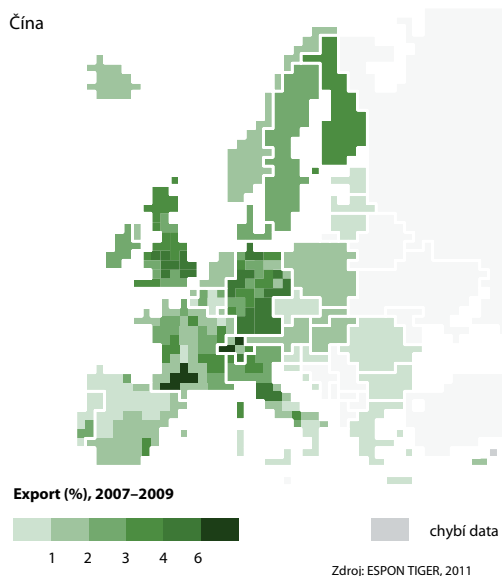 Čína
Export (%), 2007–2009
1 2 3 4 6
chybí data
Zdroj: ESPON TIGER, 2011